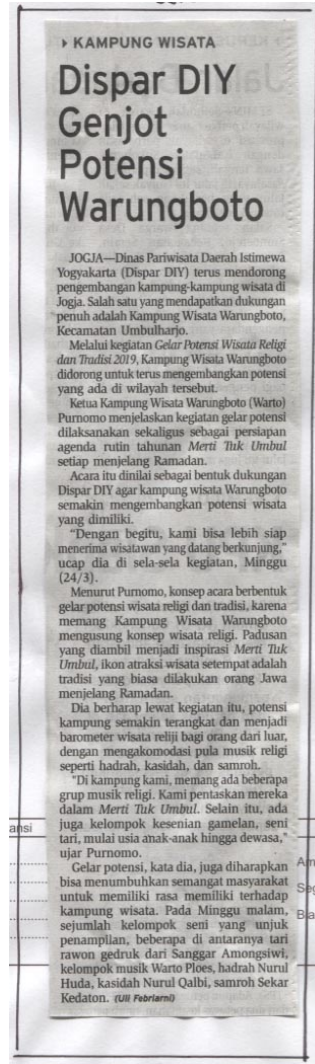 KAMPUNG WISATA
Dispar DIY
Genjot
Potensi
Warungboto
JOGJA—Dinas Pariwisata Daerah Istimewa
Yogyakarta (Dispar DIY) terus mendorong
pengembangan kampung-kampung wisata di
Jogja. Salah satu yang mendapatkan dukungan
penuh adalah Kampung Wisata Warungboto,
Kecamatan Umbulharjo.
Melalui kegiatan Gelar Potensi Wisata Religi
dan Tradisi 2019, Kampung Wisata Warungboto
didorong untuk terus mengembangkan potensi
yang ada di wilayah tersebut.
Ketua Kampung Wisata Warungboto (Warto)
Purnomo menjelaskan kegiatan gelar potensi
dilaksanakan sekaligus sebagai persiapan
agenda rutin tahunan Merti Tuk Umbul
setiap menjelang Ramadan.
Acara itu dinilai sebagai bentuk dukungan
Dispar DIY agar kampung wisata Warungboto
semakin mengembangkan potensi wisata
yang dimiliki.
"Dengan begitu, kami bisa lebih siap
menerima wisatawan yang datang berkunjung,"
ucap dia di sela-sela kegiatan, Minggu
(24/3).
Menurut Purnomo, konsep acara berbentuk
gelar potensi wisata religi dan tradisi, karena
memang Kampung Wisata Warungboto
mengusung konsep wisata religi. Padusan
yang diambil menjadi inspirasi Merti Tuk
Umbul, ikon atraksi wisata setempat adalah
tradisi yang biasa dilakukan orang Jawa
menjelang Ramadan.
Dia berharap lewat kegiatan itu, potensi
kampung semakin terangkat dan menjadi
barometer wisata reliji bagi orang dari luar,
dengan mengakomodasi pula musik religi
seperti hadrah, kasidah, dan samroh.
"Di kampung kami, memang ada beberapa
grup musik religi. Kami pentaskan mereka
dalam Merti Tuk Umbul. Selain itu, ada
juga kelompok kesenian gamelan, seni
tari, mulai usia anak-anak hingga dewasa,"
ujar Purnomo.
Gelar potensi, kata dia, juga diharapkan
bisa menumbuhkan semangat masyarakat
untuk memiliki rasa memiliki terhadap
kampung wisata. Pada Minggu malam,
sejumlah kelompok seni yang unjuk
penampilan, beberapa di antaranya tari
rawon gedruk dari Sanggar Amongsiwi,
kelompok musik Warto Ploes, hadrah Nurul
Huda, kasidah Nurul Qalbi, samroh Sekar
Kedaton. (Uli Febriarni)
ansi